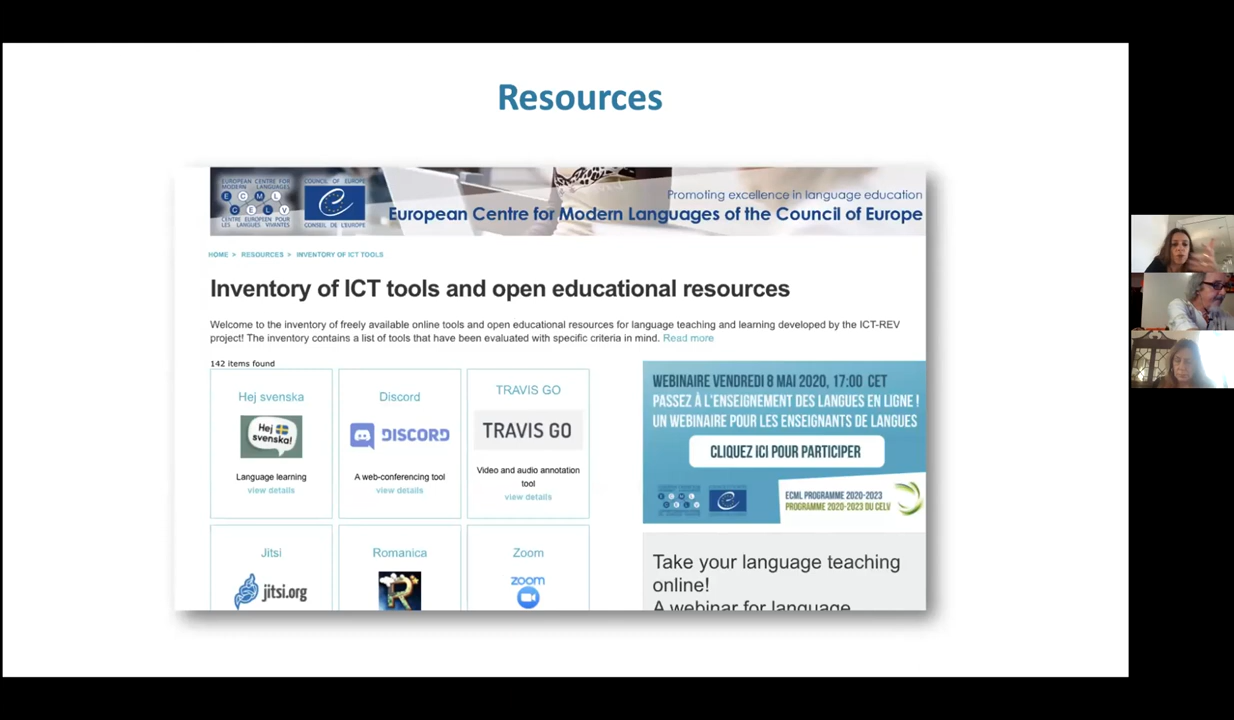 Resources
EUROPEAN CENTRE FOR
MODERN LANGUAGES
E C M L
C E L V
CENTRE EUROPEEN POUR
LES LANGUES VIVANTES
COUNCIL OF EUROPE
CONSEIL DE L'EUROPE
Promoting excellence in language education
European Centre for Modern Languages of the Council of Europe
HOME > RESOURCES > INVENTORY OF ICT TOOLS
Inventory of ICT tools and open educational resources
Welcome to the inventory of freely available online tools and open educational resources for language teaching and learning developed by the ICT-REV
project! The inventory contains a list of tools that have been evaluated with specific criteria in mind. Read more
142 items found
Hej svenska
Hej
svenska!
Language learning
view details
Discord
DISCORD
A web-conferencing tool
view details
TRAVIS GO
TRAVIS GO
Video and audio annotation
tool
view details
Jitsi
jitsi.org
Romanica
R
Zoom
zoom
WEBINAIRE VENDREDI 8 MAI 2020, 17:00 CET
PASSEZ À L'ENSEIGNEMENT DES LANGUES EN LIGNE !
UN WEBINAIRE POUR LES ENSEIGNANTS DE LANGUES
CLIQUEZ ICI POUR PARTICIPER
ECML PROGRAMME 2020-2023
PROGRAMME 2020-2023 DU CELV
Take your language teaching
online!
A webinar for language